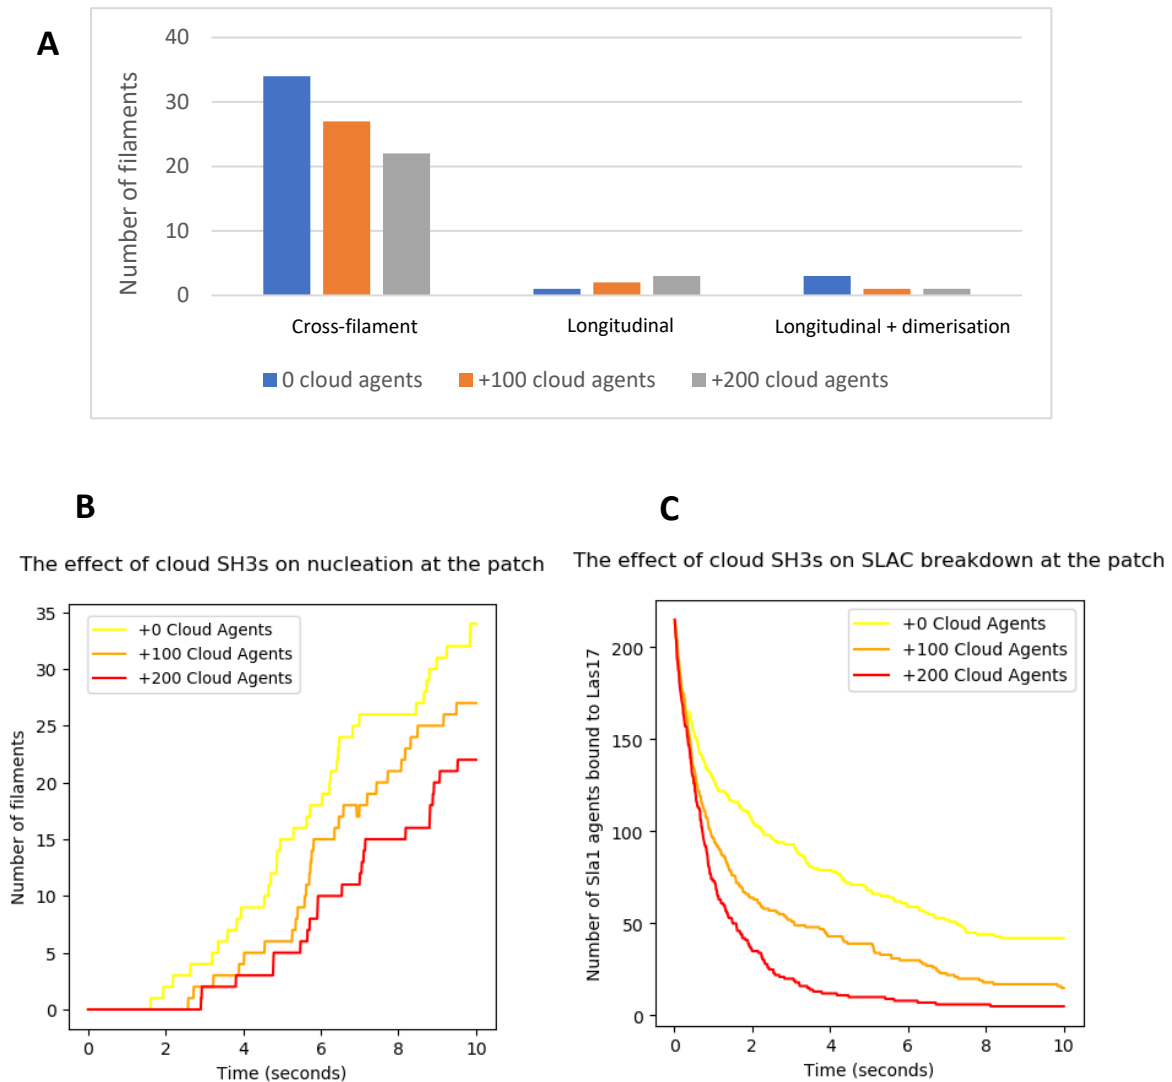 A
Number of filaments
40
30
20
10
0
Cross-filament
Longitudinal
Longitudinal + dimerisation
0 cloud agents
+100 cloud agents
+200 cloud agents
B
The effect of cloud SH3s on nucleation at the patch
+0 Cloud Agents
+100 Cloud Agents
+200 Cloud Agents
Number of filaments
35
30
25
20
15
10
5
0
0 2 4 6 8 10
Time (seconds)
C
The effect of cloud SH3s on SLAC breakdown at the patch
+0 Cloud Agents
+100 Cloud Agents
+200 Cloud Agents
Number of Sla1 agents bound to Las17
200
150
100
50
0
0 2 4 6 8 10
Time (seconds)